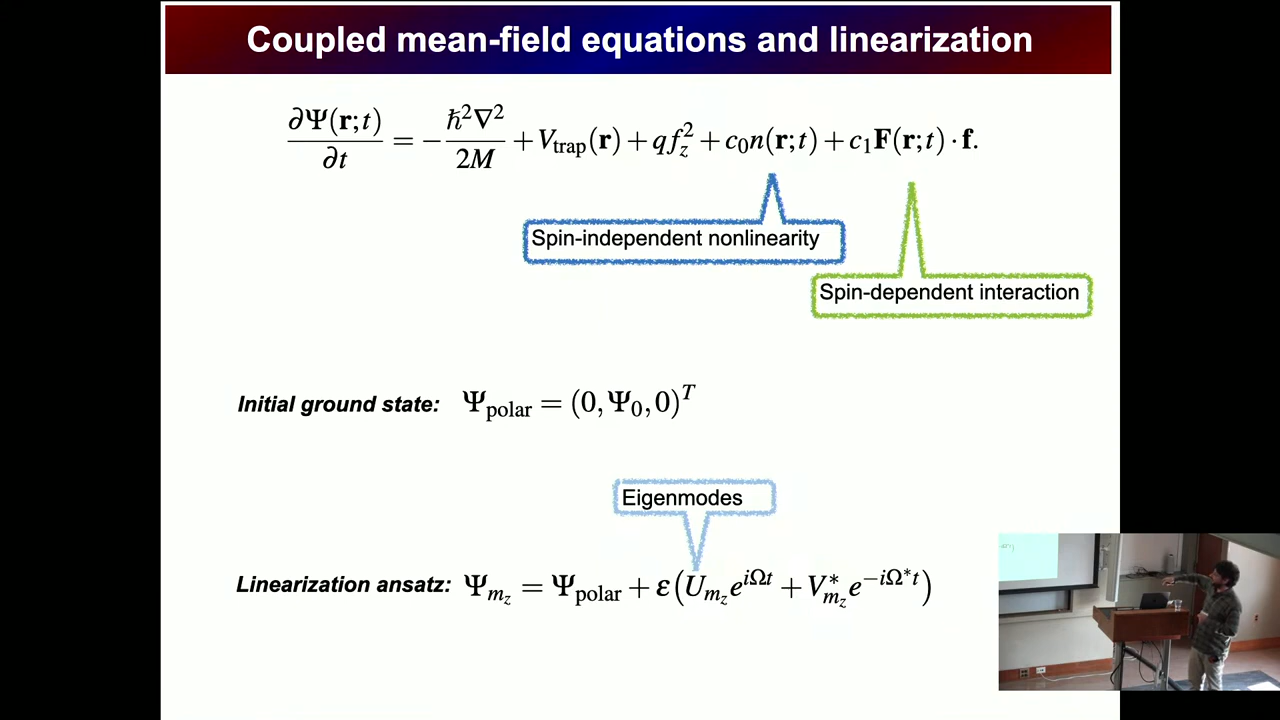 Coupled mean-field equations and linearization
∂Ψ(r;t)/∂t = −ħ²∇²/2M + V_trap(r) + qf_z² + c₀n(r;t) + c₁F(r;t)·f.
Spin-independent nonlinearity
Spin-dependent interaction
Initial ground state: Ψ_polar = (0,Ψ₀,0)^T
Eigenmodes
Linearization ansatz: Ψ_{m_z} = Ψ_polar + ε(U_{m_z}e^{iΩt} + V*_{m_z}e^{−iΩ*t})